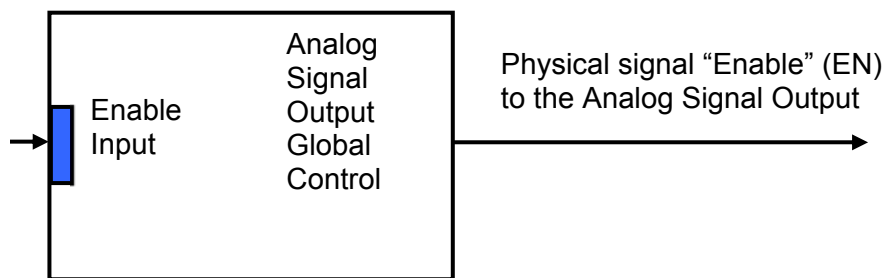 Enable
Input
Analog
Signal
Output
Global
Control
Physical signal “Enable” (EN)
to the Analog Signal Output